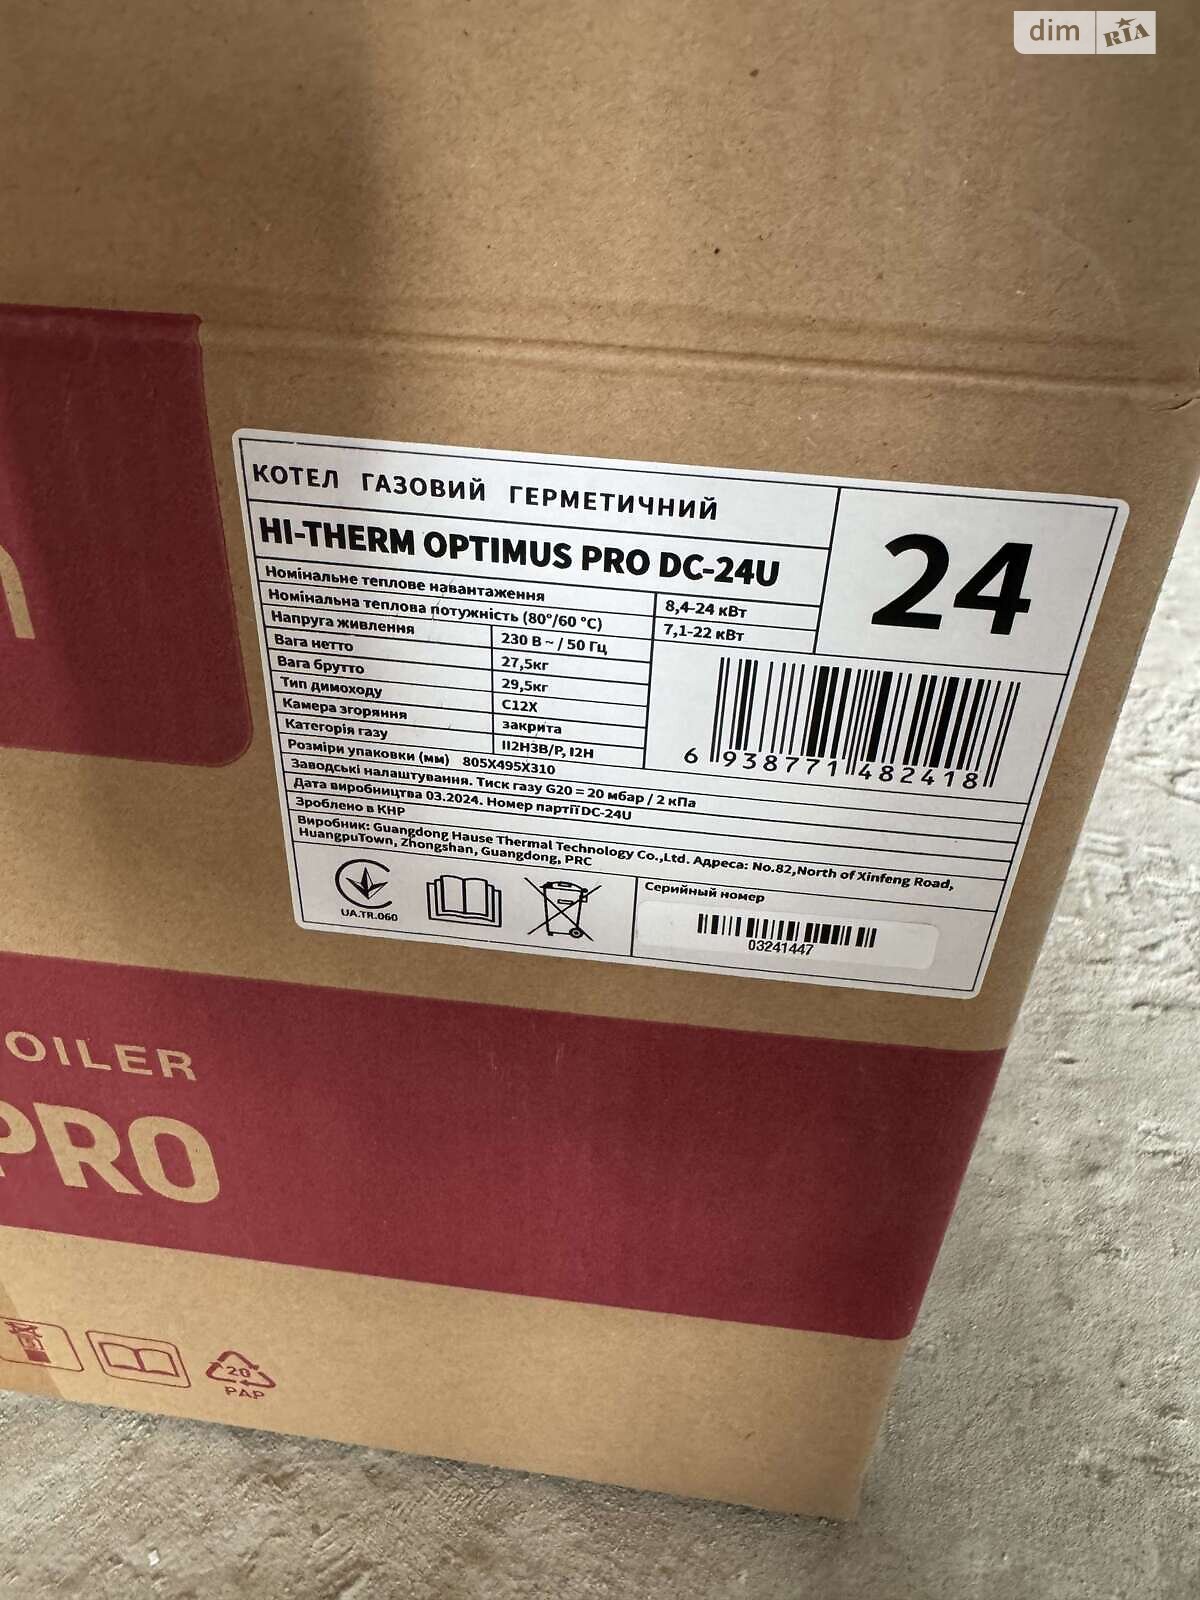 dim RIA
КОТЕЛ ГАЗОВИЙ ГЕРМЕТИЧНИЙ
HI-THERM OPTIMUS PRO DC-24U
24
Номінальне теплове навантаження 8,4-24 кВт
Номінальна теплова потужність (80°/60 °C) 7,1-22 кВт
Напруга живлення 230 В ~ / 50 Гц
Вага нетто 27,5кг
Вага брутто 29,5кг
Тип димоходу C12X
Камера згоряння закрита
Категорія газу II2H3B/P, I2H
Розміри упаковки (мм) 805X495X310
Заводські налаштування. Тиск газу G20 = 20 мбар / 2 кПа
Дата виробництва 03.2024. Номер партії DC-24U
Зроблено в КНР
Виробник: Guangdong Hause Thermal Technology Co.,Ltd. Адреса: No.82,North of Xinfeng Road,
HuangpuTown, Zhongshan, Guangdong, PRC
6 938771 482418
UA.TR.060
Серийный номер
03241447
OILER
PRO
20
PAP